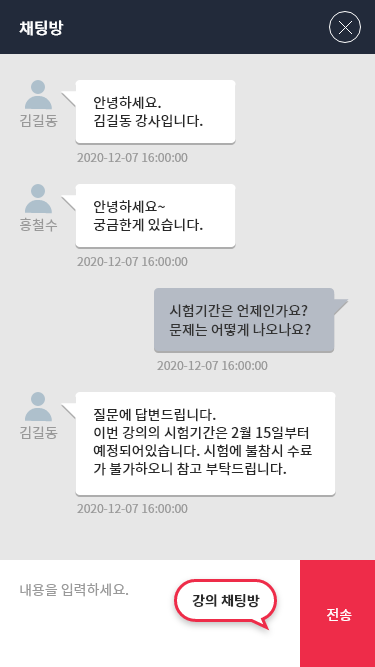 채팅방
김길동
안녕하세요.
김길동 강사입니다.
2020-12-07 16:00:00
홍철수
안녕하세요~
궁금한게 있습니다.
2020-12-07 16:00:00
시험기간은 언제인가요?
문제는 어떻게 나오나요?
2020-12-07 16:00:00
김길동
질문에 답변드립니다.
이번 강의의 시험기간은 2월 15일부터
예정되어있습니다. 시험에 불참시 수료
가 불가하오니 참고 부탁드립니다.
2020-12-07 16:00:00
내용을 입력하세요.
강의 채팅방
전송